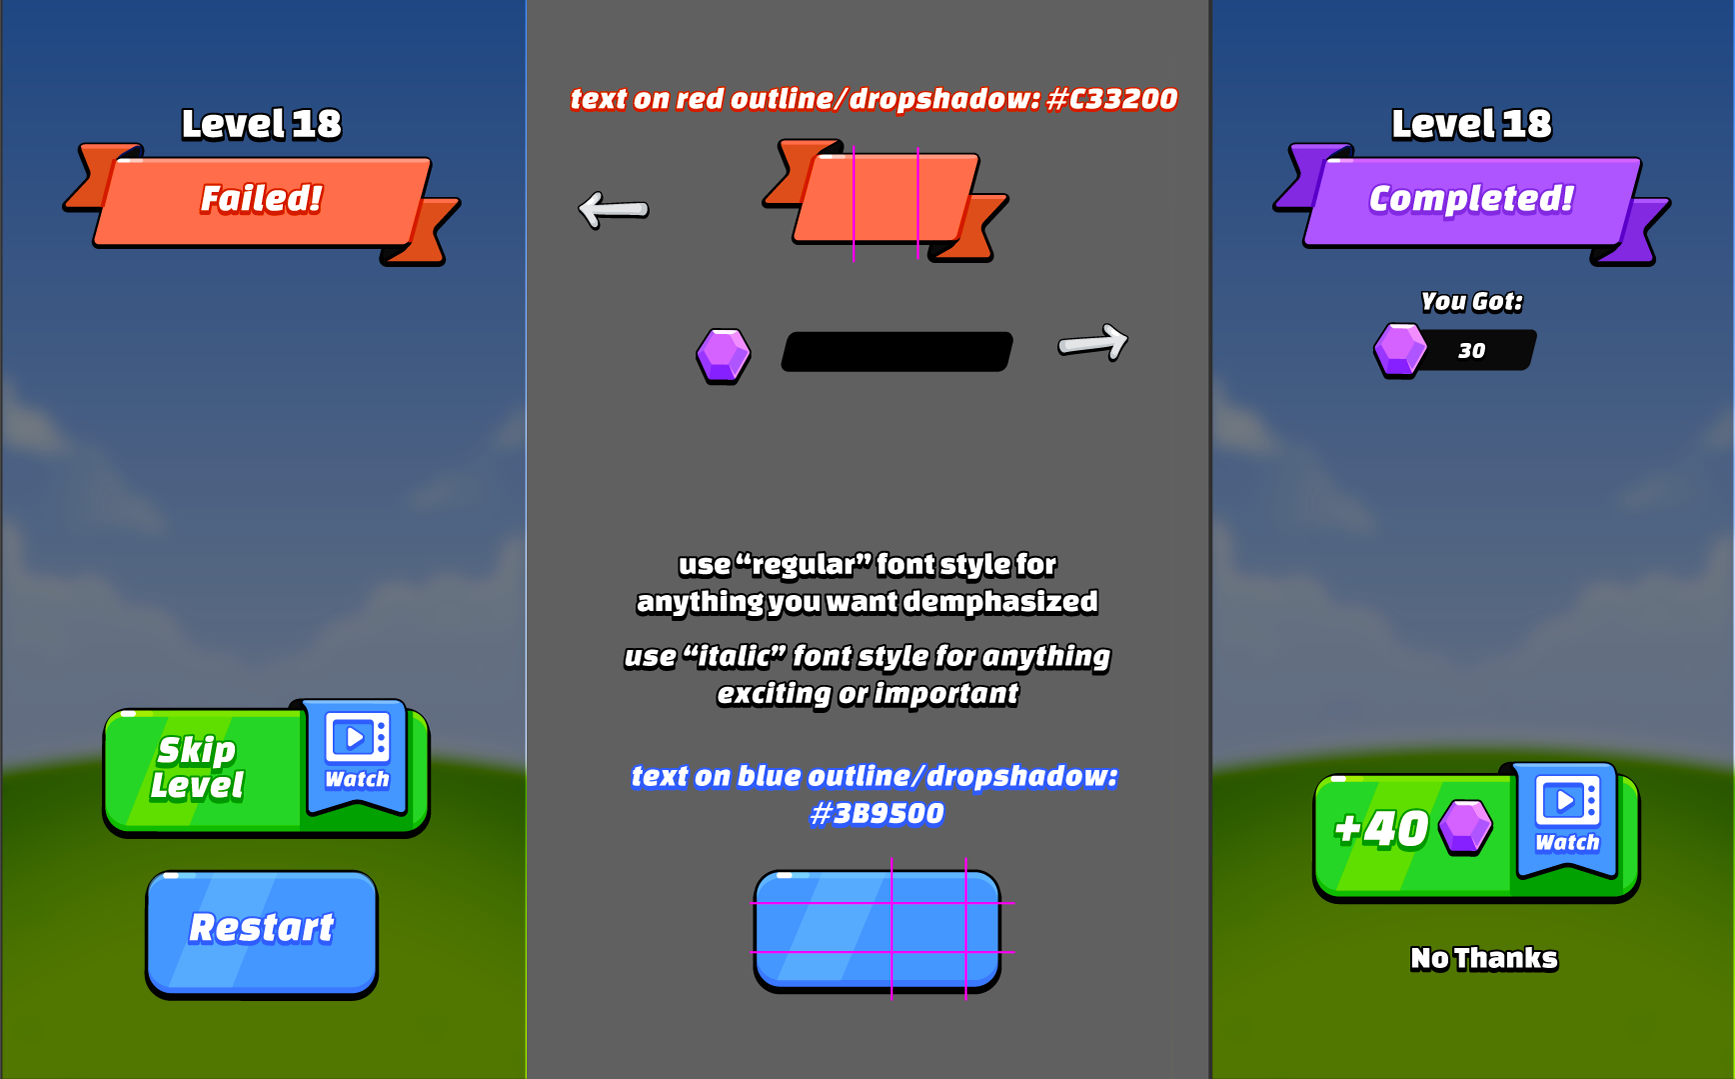 Level 18
Failed!
Skip
Level
Watch
Restart
text on red outline/dropshadow: #C33200
use “regular” font style for
anything you want demphasized
use “italic” font style for anything
exciting or important
text on blue outline/dropshadow:
#3B9500
Level 18
Completed!
You Got:
30
+40
Watch
No Thanks